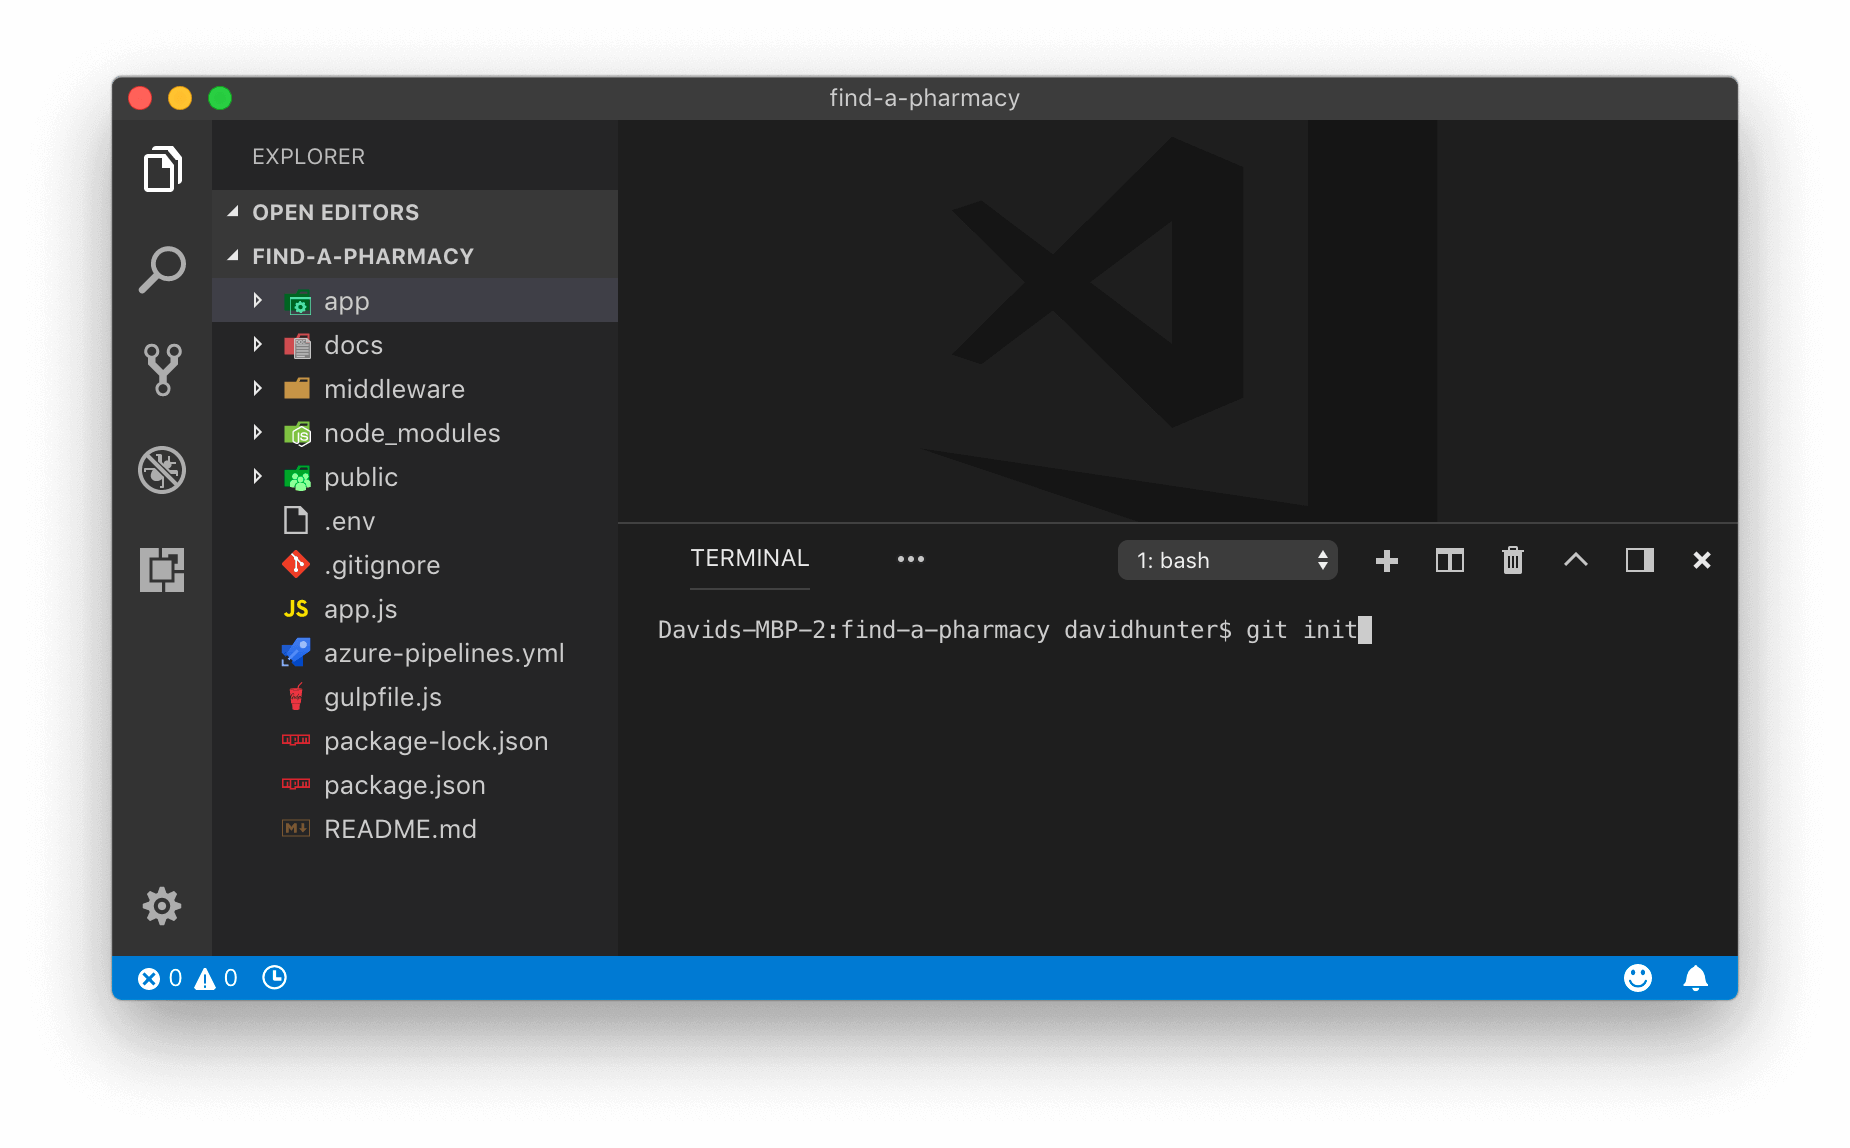 find-a-pharmacy
EXPLORER
OPEN EDITORS
FIND-A-PHARMACY
app
docs
middleware
node_modules
public
.env
.gitignore
JS app.js
azure-pipelines.yml
gulpfile.js
package-lock.json
package.json
M README.md
TERMINAL
1: bash
Davids-MBP-2:find-a-pharmacy davidhunter$ git init
0 0